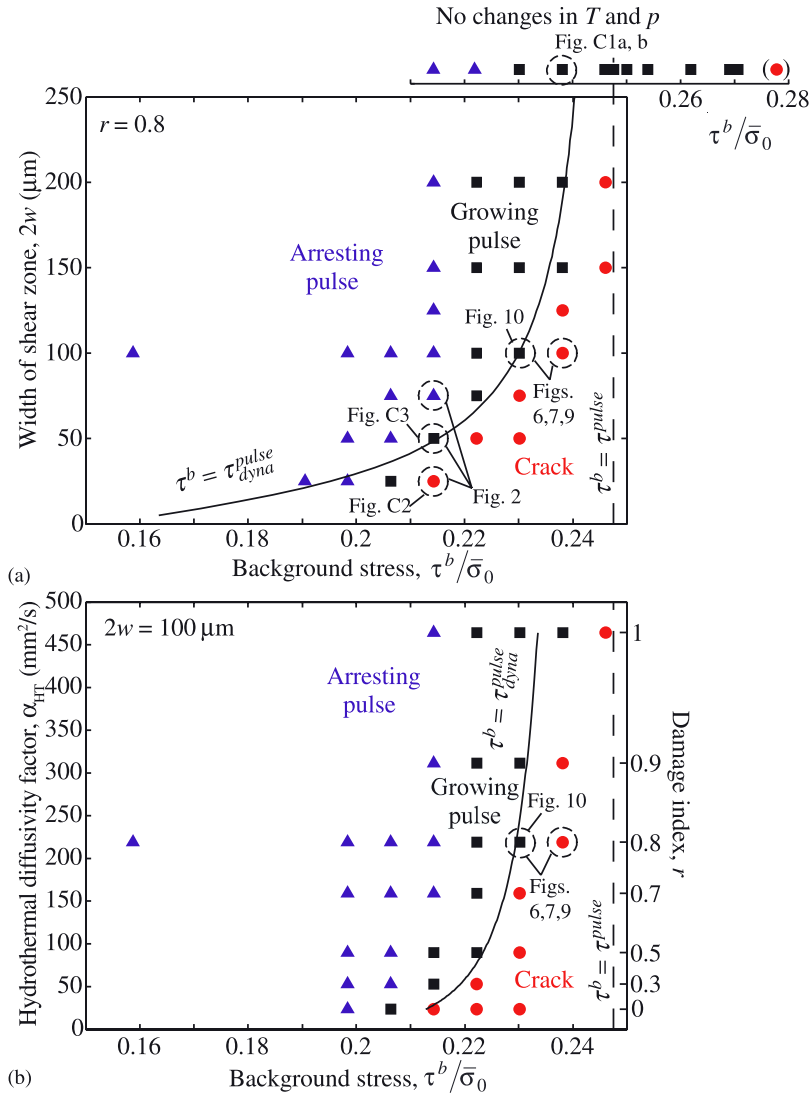 No changes in T and p
Fig. C1a, b
0.26
0.28
τ^b/σ̄_0
250
200
150
100
50
0
Width of shear zone, 2w (μm)
r = 0.8
Arresting
pulse
Growing
pulse
Fig. 10
Figs.
6,7,9
Fig. C3
Fig. 2
Fig. C2
Crack
τ^b = τ^pulse_dyna
τ^b = τ^pulse
0.16
0.18
0.2
0.22
0.24
Background stress, τ^b/σ̄_0
(a)
500
450
400
350
300
250
200
150
100
50
0
Hydrothermal diffusivity factor, α_HT (mm²/s)
2w = 100 μm
Arresting
pulse
τ^b = τ^pulse_dyna
Growing
pulse
Fig. 10
Figs.
6,7,9
Crack
τ^b = τ^pulse
1
0.9
0.8
0.7
0.5
0.3
0
Damage index, r
0.16
0.18
0.2
0.22
0.24
Background stress, τ^b/σ̄_0
(b)